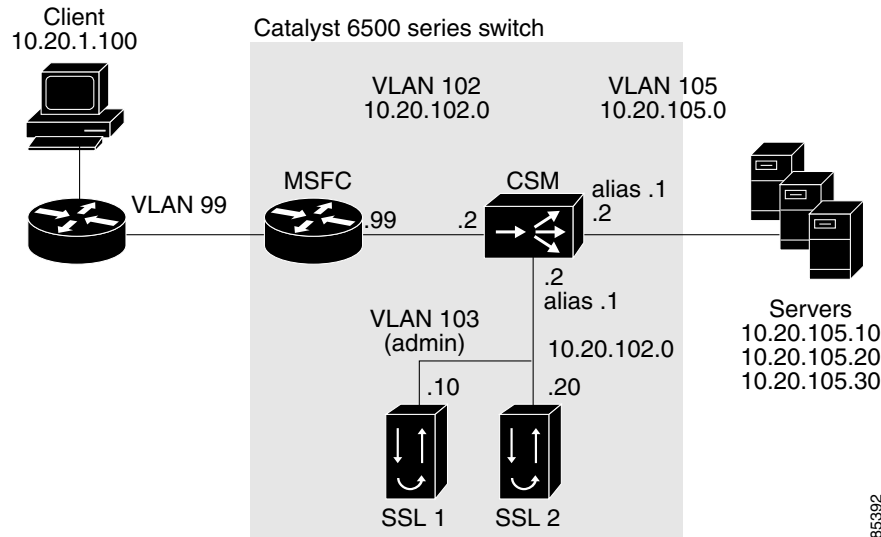 Client
10.20.1.100
Catalyst 6500 series switch
VLAN 102
10.20.102.0
VLAN 105
10.20.105.0
VLAN 99
MSFC
.99
.2
CSM
alias .1
.2
.2
alias .1
VLAN 103
(admin)
10.20.102.0
.10
.20
SSL 1
SSL 2
Servers
10.20.105.10
10.20.105.20
10.20.105.30
85392